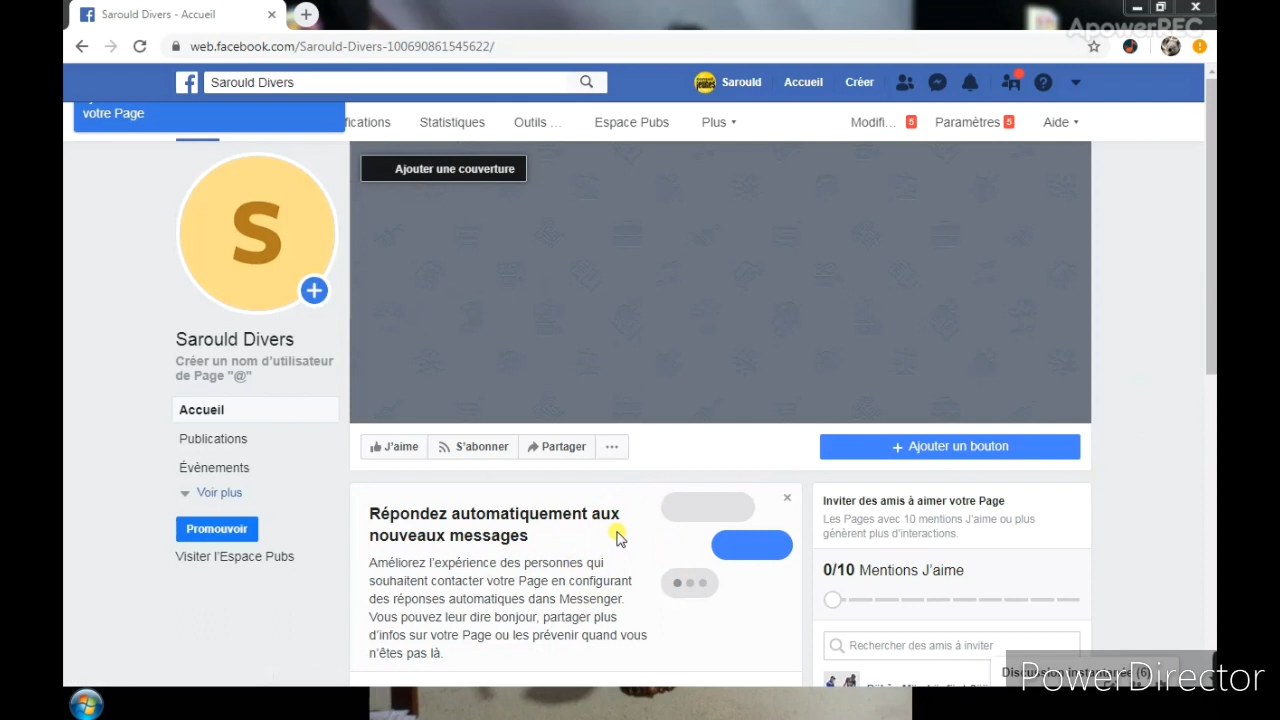 Sarould Divers - Accueil
ApowerREC
web.facebook.com/Sarould-Divers-100690861545622/
Sarould Divers
Sarould Accueil Créer
votre Page
fications Statistiques Outils ... Espace Pubs Plus Modifi... 5 Paramètres 5 Aide
Ajouter une couverture
S
Sarould Divers
Créer un nom d'utilisateur
de Page "@"
Accueil
Publications
Évènements
Voir plus
Promouvoir
Visiter l'Espace Pubs
J'aime S'abonner Partager ...
+ Ajouter un bouton
Répondez automatiquement aux
nouveaux messages
Améliorez l'expérience des personnes qui
souhaitent contacter votre Page en configurant
des réponses automatiques dans Messenger.
Vous pouvez leur dire bonjour, partager plus
d'infos sur votre Page ou les prévenir quand vous
n'êtes pas là.
Inviter des amis à aimer votre Page
Les Pages avec 10 mentions J'aime ou plus
génèrent plus d'interactions.
0/10 Mentions J'aime
Rechercher des amis à inviter
Discussion instantanée (6)
PowerDirector